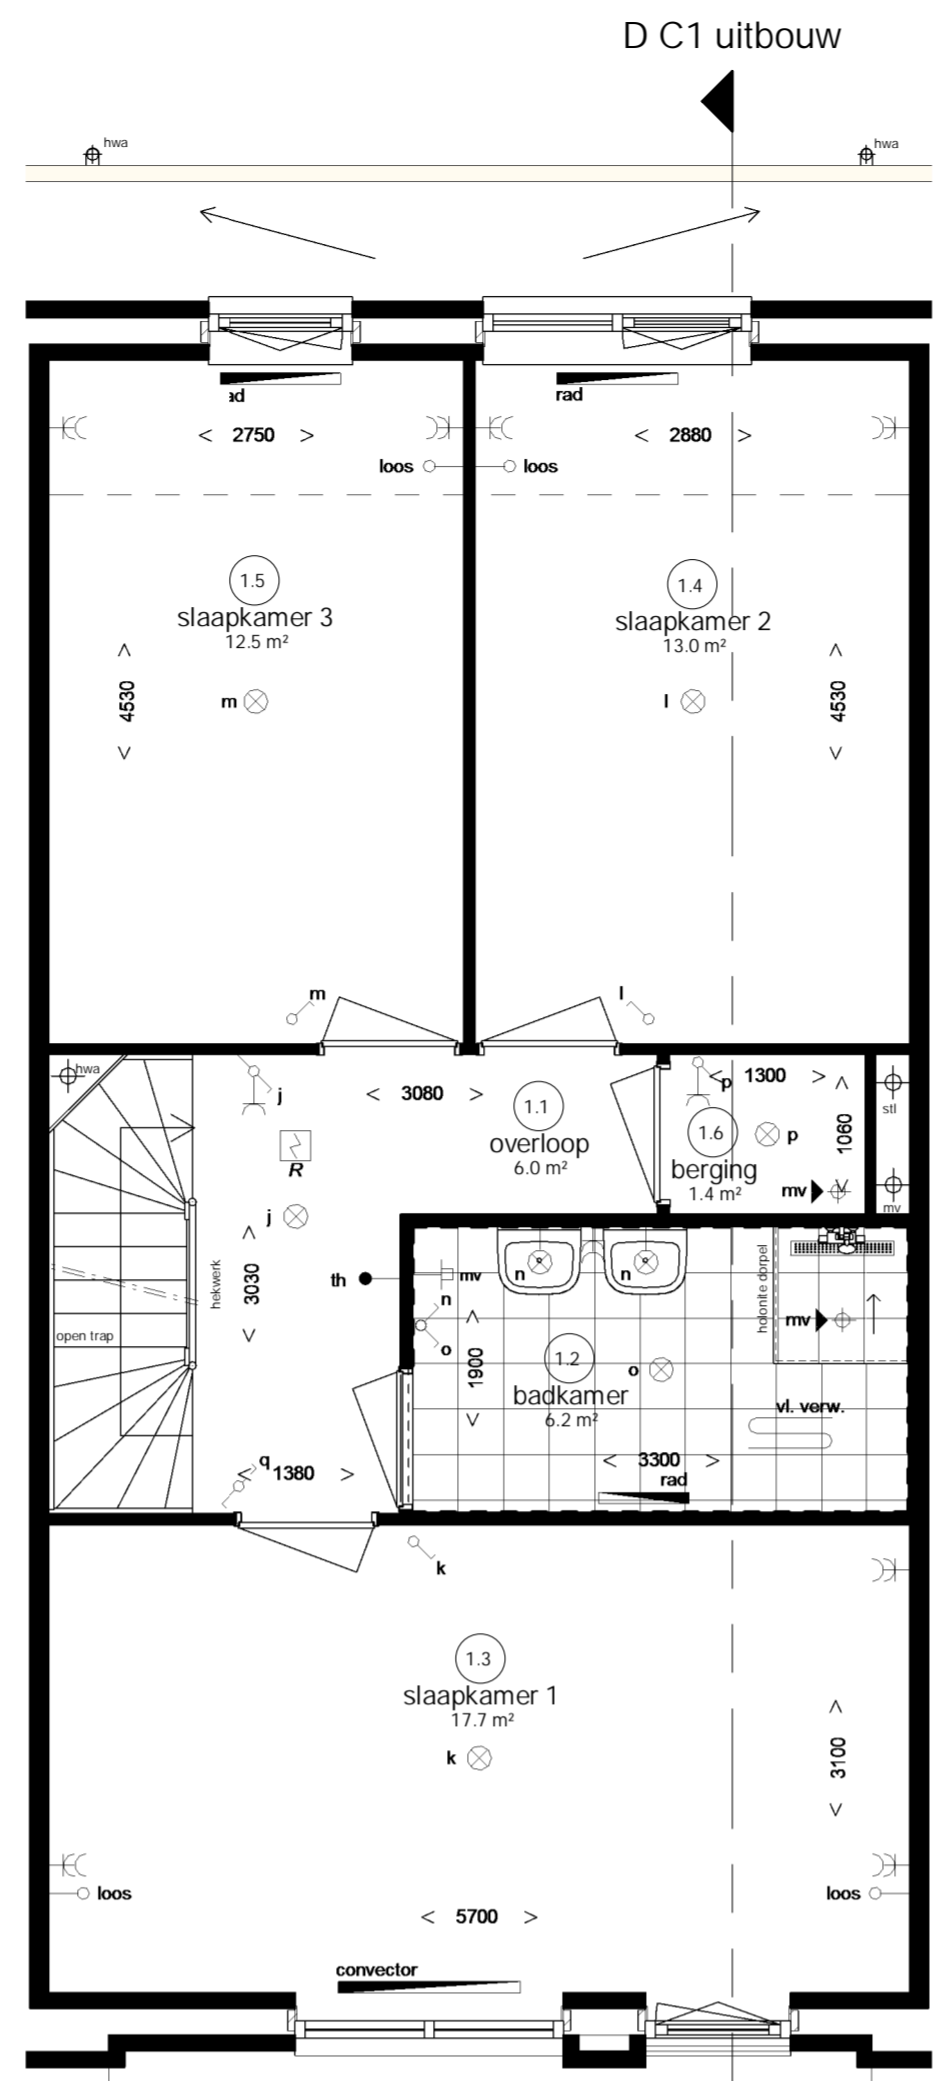 D C1 uitbouw
hwa
hwa
ad
rad
< 2750 >
< 2880 >
loos
loos
1.5
slaapkamer 3
12.5 m²
1.4
slaapkamer 2
13.0 m²
< 4530 >
< 4530 >
m
l
m
l
hwa
j
< 3080 >
1.1
overloop
6.0 m²
p
< 1300 >
1.6
berging
1.4 m²
p
< 1060 >
mv
stl
mv
R
j
< 3030 >
hekwerk
open trap
th
mv
n
o
n
n
< 1900 >
1.2
badkamer
6.2 m²
o
holonite dorpel
mv
vl. verw.
< 3300 >
rad
q
< 1380 >
k
1.3
slaapkamer 1
17.7 m²
k
< 3100 >
loos
loos
< 5700 >
convector